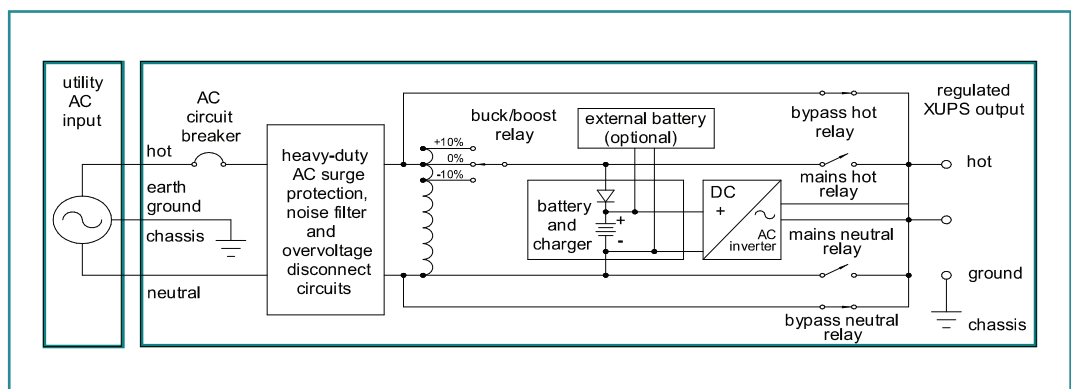 utility
AC
input
AC
circuit
breaker
hot
earth
ground
chassis
neutral
heavy-duty
AC surge
protection,
noise filter
and
overvoltage
disconnect
circuits
+10%
0%
-10%
buck/boost
relay
external battery
(optional)
battery
and
charger
+
-
DC
+
AC
inverter
bypass hot
relay
mains hot
relay
mains neutral
relay
bypass neutral
relay
regulated
XUPS output
hot
ground
chassis